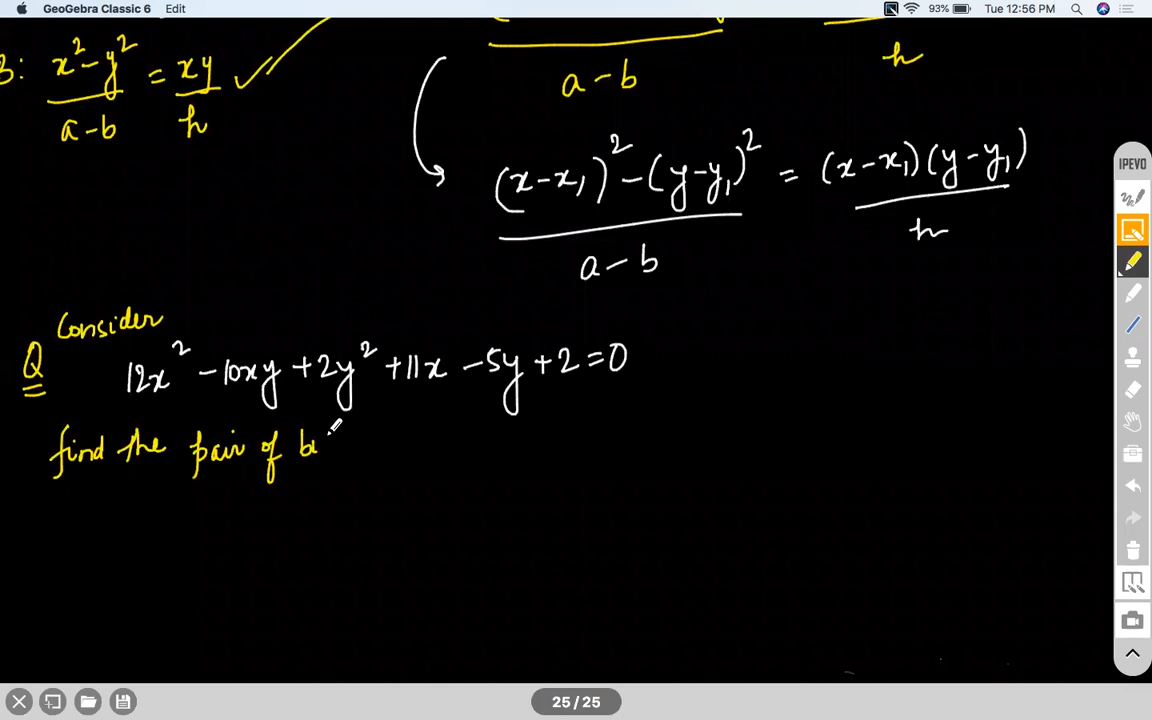 GeoGebra Classic 6 Edit 93% Tue 12:56 PM
a-b
h
3: x²-y²/a-b = xy/h
(x-x₁)²-(y-y₁)²/a-b = (x-x₁)(y-y₁)/h
IPEVO
Consider
Q 12x² - 10xy + 2y² + 11x - 5y + 2 = 0
find the pair of
25/25